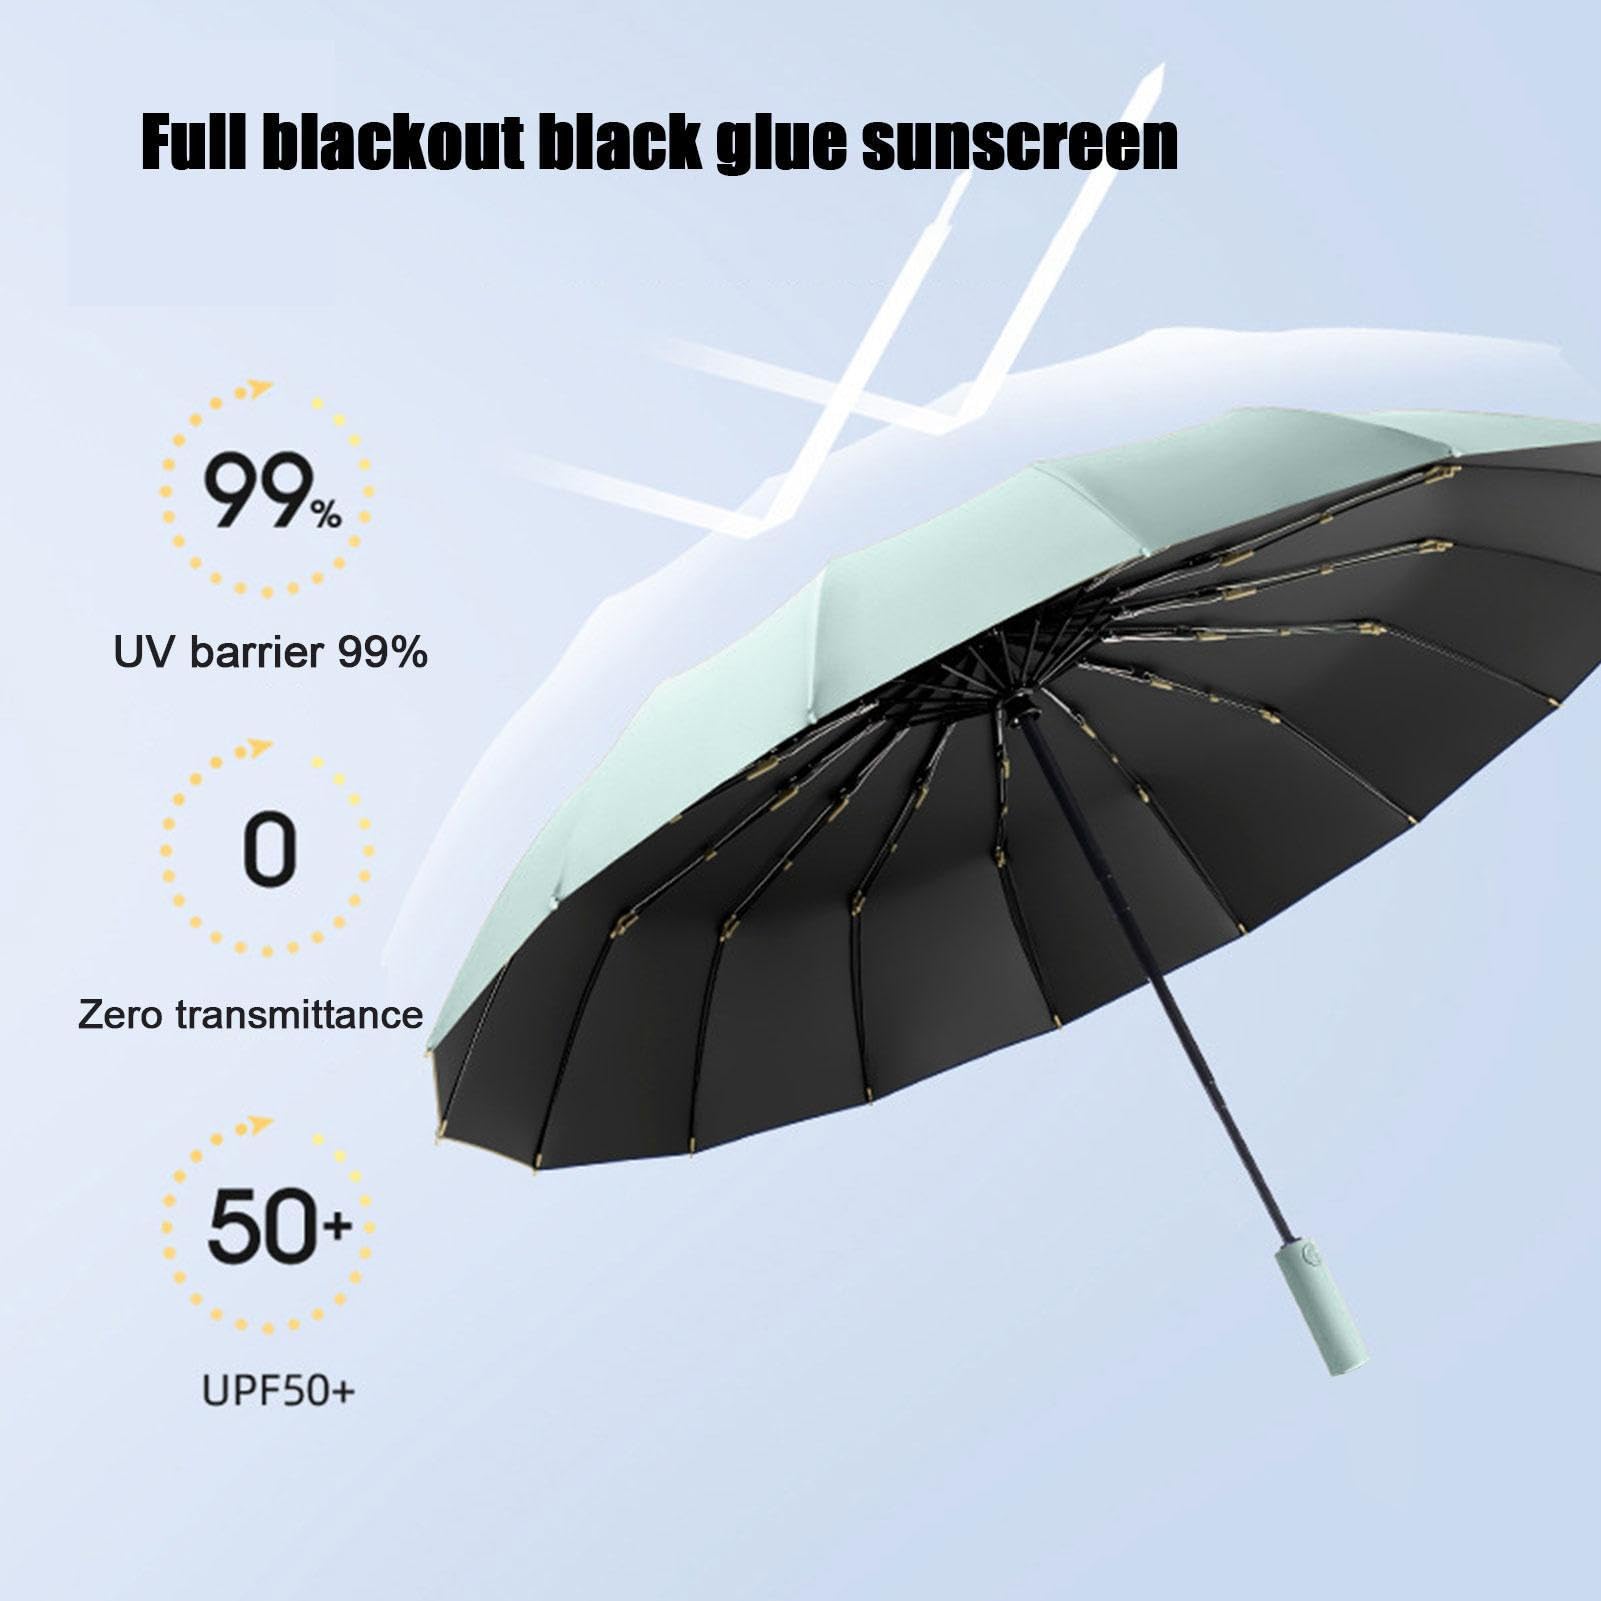 Full blackout black glue sunscreen
99%
UV barrier 99%
0
Zero transmittance
50+
UPF50+